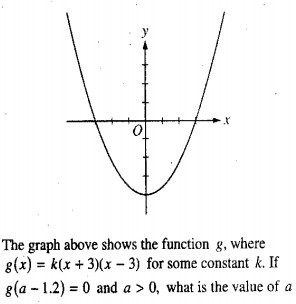 y
O
x
The graph above shows the function g, where
g(x) = k(x + 3)(x − 3) for some constant k. If
g(a − 1.2) = 0 and a > 0, what is the value of a